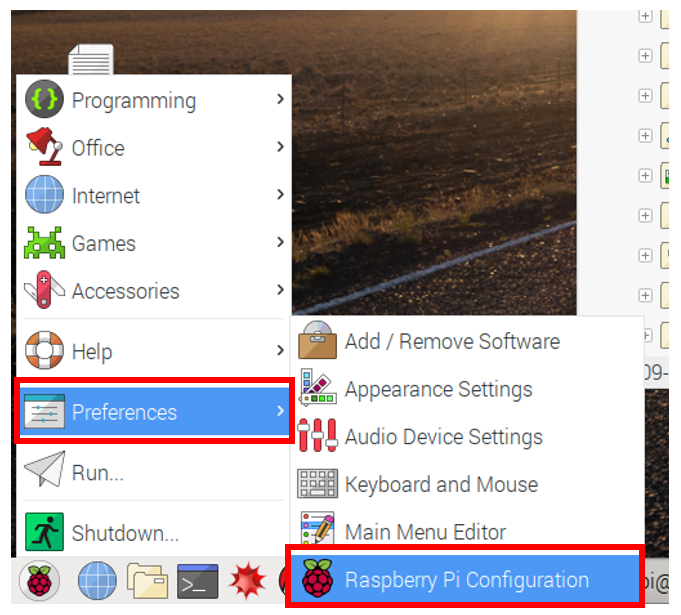 Programming
Office
Internet
Games
Accessories
Help
Preferences
Run...
Shutdown...
Add / Remove Software
Appearance Settings
Audio Device Settings
Keyboard and Mouse
Main Menu Editor
Raspberry Pi Configuration
09-
pi@